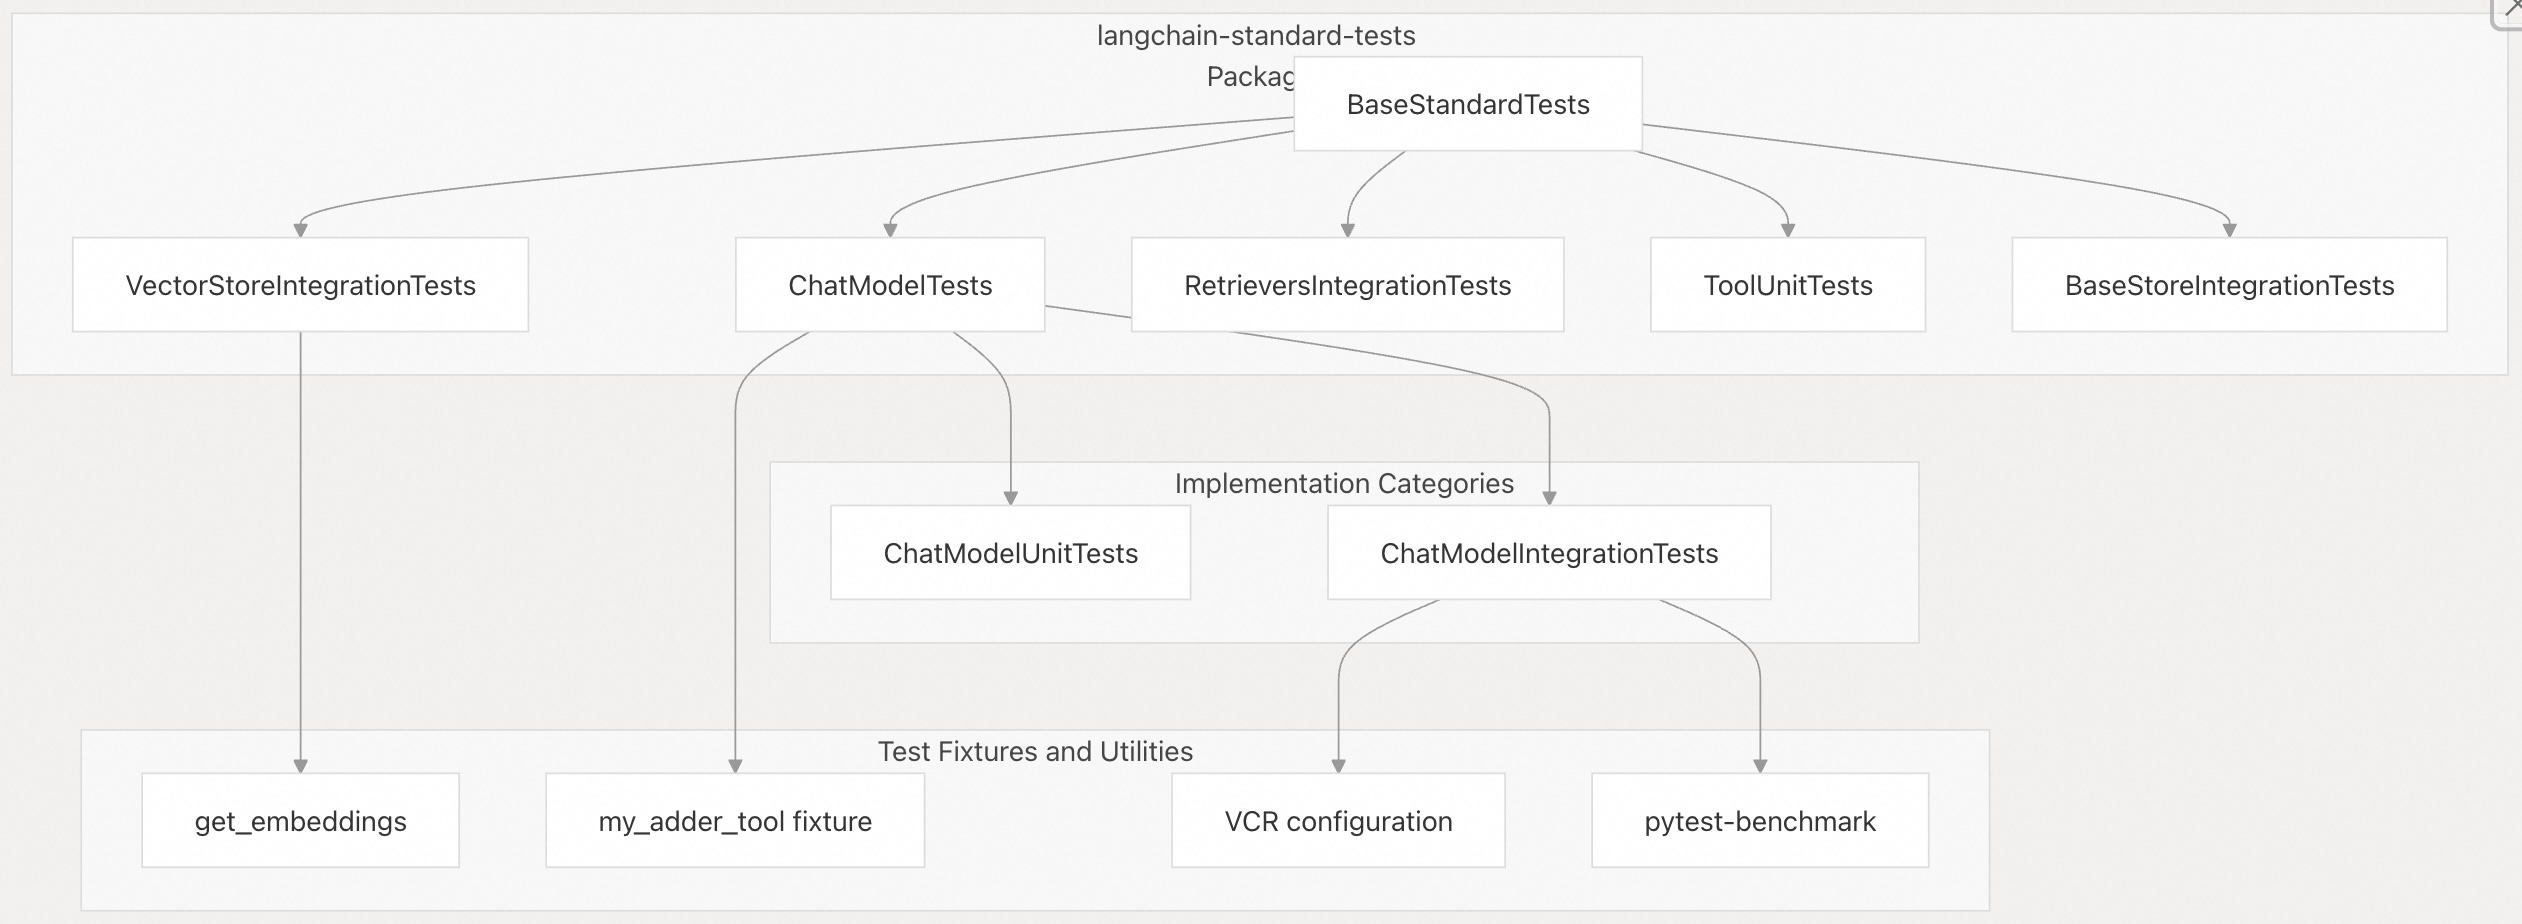 langchain-standard-tests
Packag
BaseStandardTests
VectorStoreIntegrationTests
ChatModelTests
RetrieversIntegrationTests
ToolUnitTests
BaseStoreIntegrationTests
Implementation Categories
ChatModelUnitTests
ChatModelIntegrationTests
Test Fixtures and Utilities
get_embeddings
my_adder_tool fixture
VCR configuration
pytest-benchmark